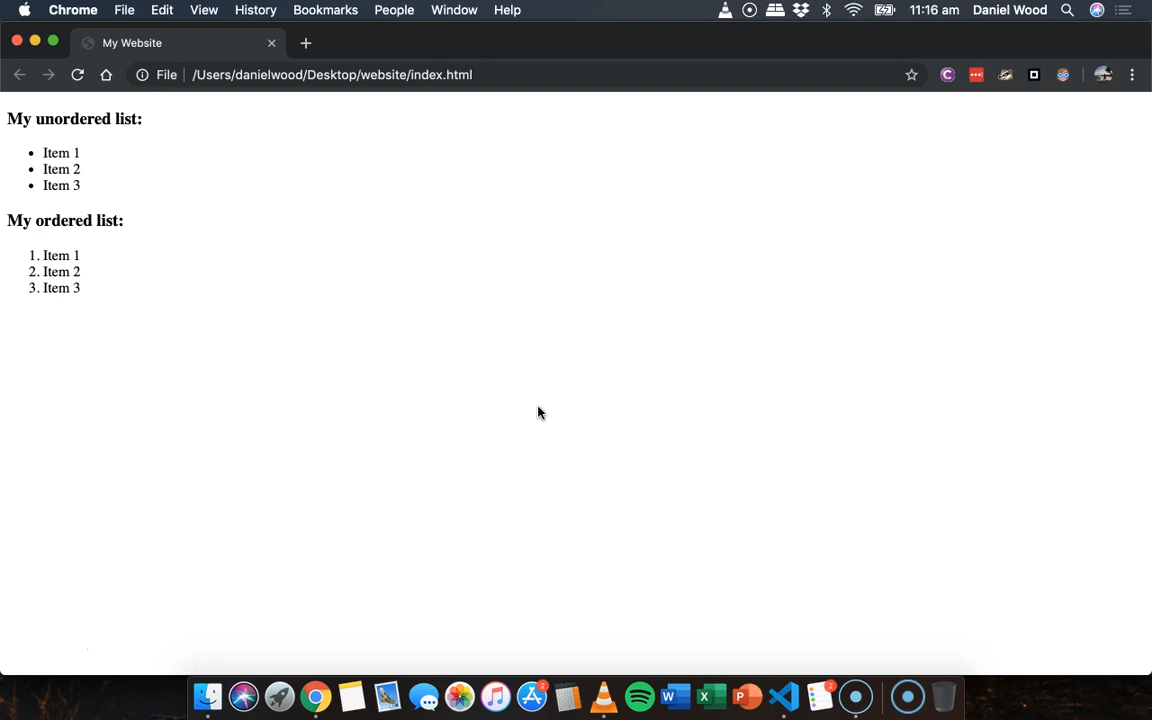 Chrome File Edit View History Bookmarks People Window Help 11:16 am Daniel Wood
My Website
File /Users/danielwood/Desktop/website/index.html
My unordered list:
• Item 1
• Item 2
• Item 3
My ordered list:
1. Item 1
2. Item 2
3. Item 3